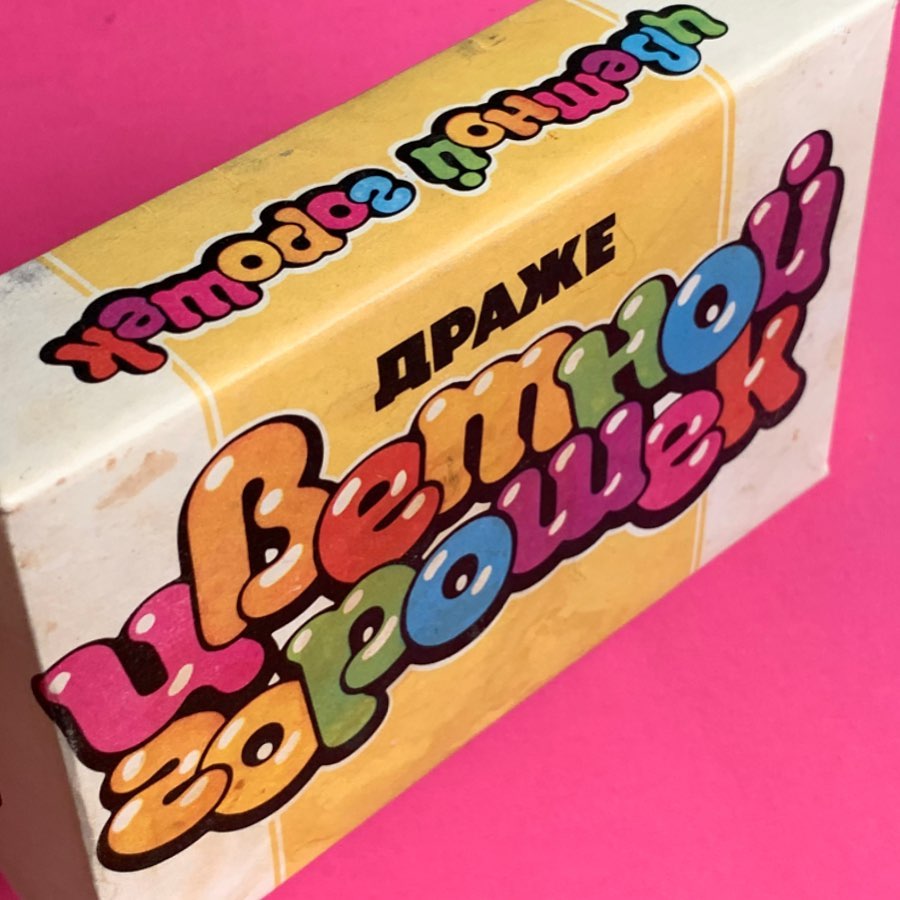 Цветной горошек
ДРАЖЕ
Цветной
горошек